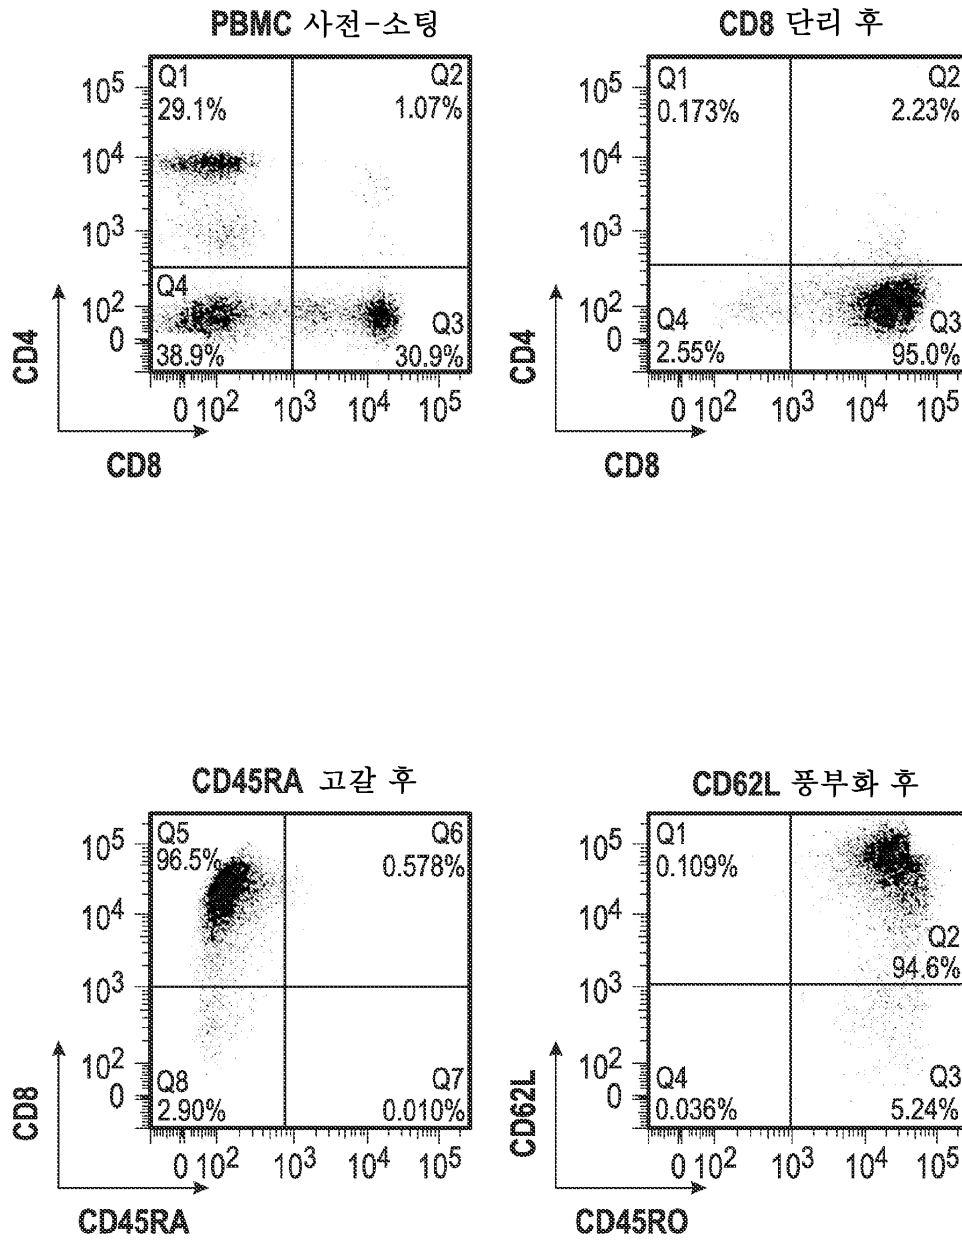 PBMC 사전-소팅
Q1
29.1%
Q2
1.07%
Q4
38.9%
Q3
30.9%
10⁵
10⁴
10³
10²
0
0 10² 10³ 10⁴ 10⁵
CD4
CD8
CD8 단리 후
Q1
0.173%
Q2
2.23%
Q4
2.55%
Q3
95.0%
10⁵
10⁴
10³
10²
0
0 10² 10³ 10⁴ 10⁵
CD4
CD8
CD45RA 고갈 후
Q5
96.5%
Q6
0.578%
Q8
2.90%
Q7
0.010%
10⁵
10⁴
10³
10²
0
0 10² 10³ 10⁴ 10⁵
CD8
CD45RA
CD62L 풍부화 후
Q1
0.109%
Q2
94.6%
Q4
0.036%
Q3
5.24%
10⁵
10⁴
10³
10²
0
0 10² 10³ 10⁴ 10⁵
CD62L
CD45RO